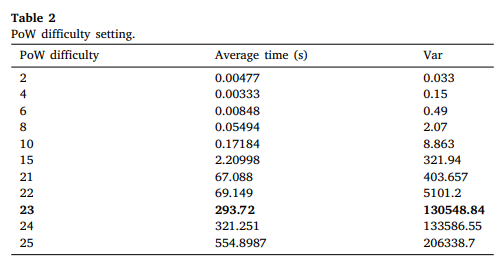 Table 2
PoW difficulty setting.
PoW difficulty Average time (s) Var
2 0.00477 0.033
4 0.00333 0.15
6 0.00848 0.49
8 0.05494 2.07
10 0.17184 8.863
15 2.20998 321.94
21 67.088 403.657
22 69.149 5101.2
23 293.72 130548.84
24 321.251 133586.55
25 554.8987 206338.7